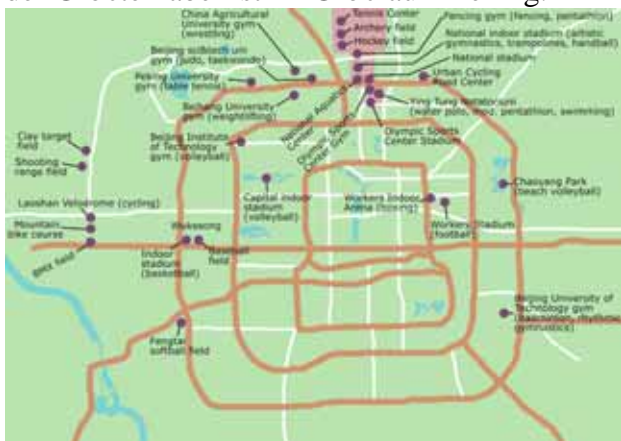 Tennis Center
Archery field
Hockey field
Fencing gym (fencing, pentathlon)
National indoor stadium (artistic
gymnastics, trampolines, handball)
National stadium
Urban Cycling
Road Center
Ying Tung Natatorium
(water polo, mod. pentathlon, swimming)
Olympic Sports
Center Stadium
China Agricultural
University gym
(wrestling)
Beijing
gym (judo, taekwondo)
Peking University
gym (table tennis)
Beihang University
gym (weightlifting)
National Aquatics
Center
Olympic Sports
Center Gym
Beijing Institute
of Technology
gym (volleyball)
Clay target
field
Shooting
range field
Laoshan Velodrome (cycling)
Mountain
bike course
BMX field
Wukesong
Indoor
stadium
(basketball)
Baseball
field
Capital indoor
stadium
(volleyball)
Workers Indoor
Arena (boxing)
Workers Stadium
(football)
Chaoyang Park
(beach volleyball)
Beijing University of
Technology gym
(badminton, rhythmic
gymnastics)
Fengtai
softball field